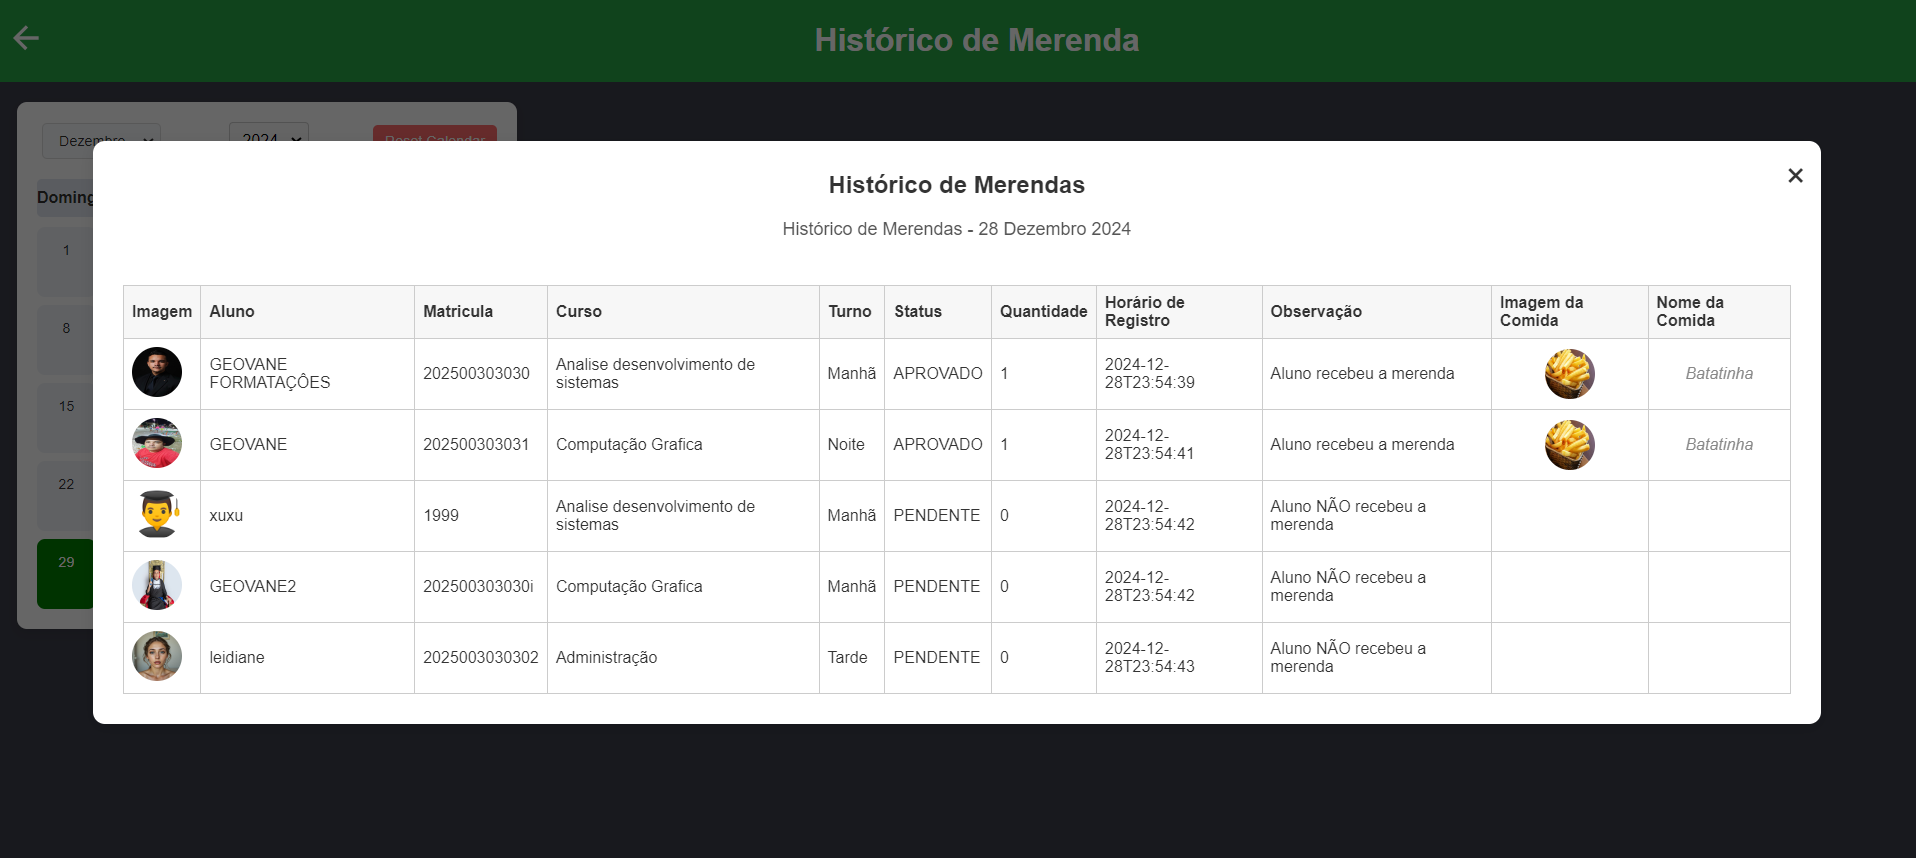 Histórico de Merenda
Dezembro
2024
Reset Calendar
Doming
1
8
15
22
29
Histórico de Merendas
×
Histórico de Merendas - 28 Dezembro 2024
Imagem Aluno Matricula Curso Turno Status Quantidade Horário de Registro Observação Imagem da Comida Nome da Comida
GEOVANE FORMATAÇÔES 202500303030 Analise desenvolvimento de sistemas Manhã APROVADO 1 2024-12-28T23:54:39 Aluno recebeu a merenda Batatinha
GEOVANE 202500303031 Computação Grafica Noite APROVADO 1 2024-12-28T23:54:41 Aluno recebeu a merenda Batatinha
xuxu 1999 Analise desenvolvimento de sistemas Manhã PENDENTE 0 2024-12-28T23:54:42 Aluno NÃO recebeu a merenda
GEOVANE2 202500303030i Computação Grafica Manhã PENDENTE 0 2024-12-28T23:54:42 Aluno NÃO recebeu a merenda
leidiane 2025003030302 Administração Tarde PENDENTE 0 2024-12-28T23:54:43 Aluno NÃO recebeu a merenda